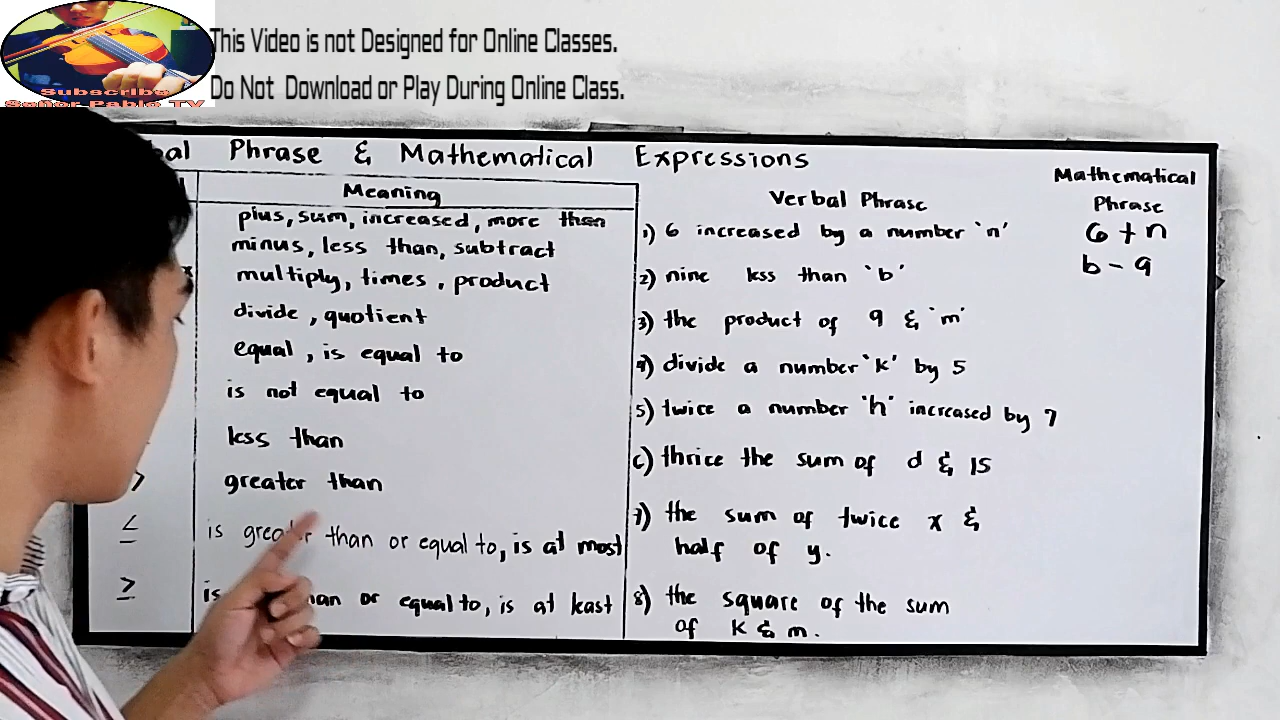 This Video is not Designed for Online Classes.
Do Not Download or Play During Online Class.
Subscribe
Señor Pablo TV
Phrase & Mathematical Expressions
Meaning
plus, sum, increased, more than
minus, less than, subtract
multiply, times, product
divide, quotient
equal, is equal to
is not equal to
less than
> greater than
≤ is greater than or equal to, is at most
≥ is or equal to, is at least
Verbal Phrase
Mathematical
Phrase
1) 6 increased by a number 'n' 6 + n
2) nine less than 'b' b - 9
3) the product of 9 & 'm'
4) divide a number 'k' by 5
5) twice a number 'h' increased by 7
6) thrice the sum of d & 15
7) the sum of twice x &
half of y.
8) the square of the sum
of k & m.